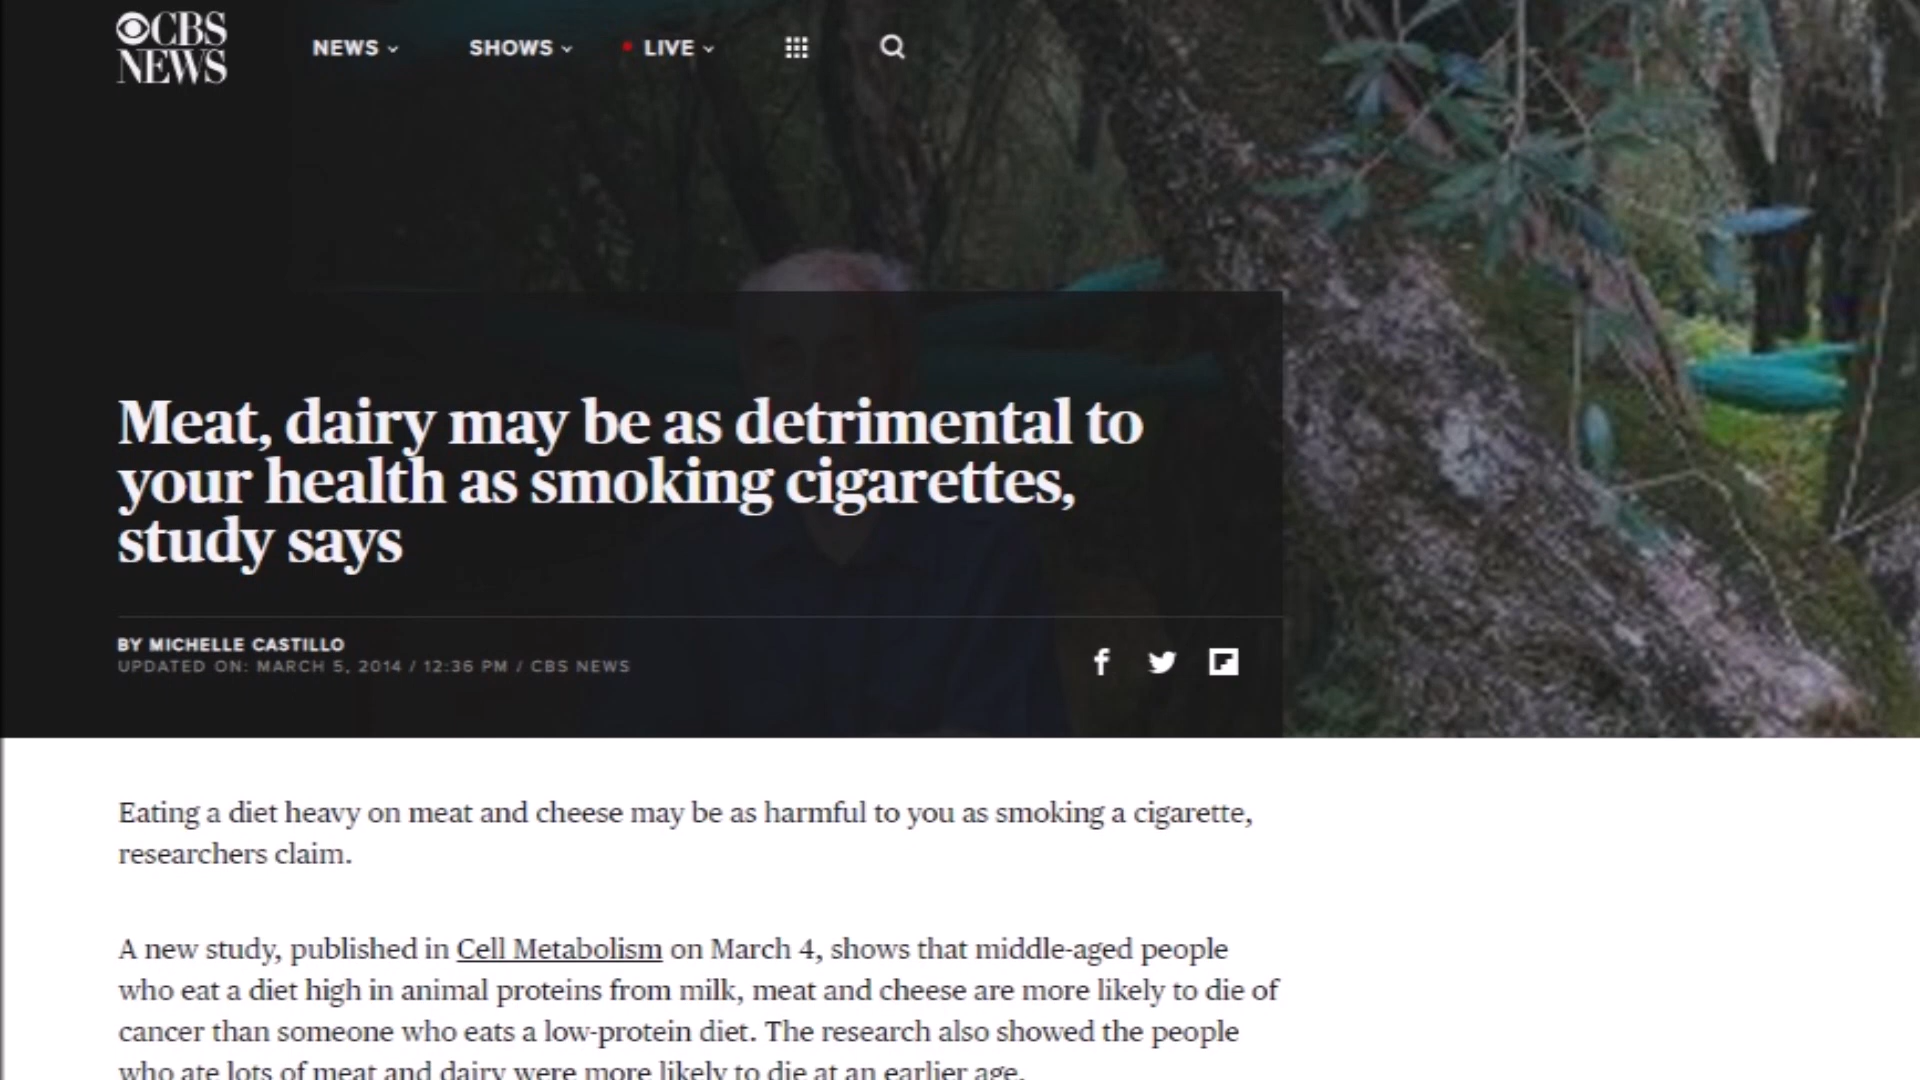 CBS
NEWS
NEWS
SHOWS
LIVE
Meat, dairy may be as detrimental to
your health as smoking cigarettes,
study says
BY MICHELLE CASTILLO
UPDATED ON: MARCH 5, 2014 / 12:36 PM / CBS NEWS
Eating a diet heavy on meat and cheese may be as harmful to you as smoking a cigarette,
researchers claim.
A new study, published in Cell Metabolism on March 4, shows that middle-aged people
who eat a diet high in animal proteins from milk, meat and cheese are more likely to die of
cancer than someone who eats a low-protein diet. The research also showed the people
who ate lots of meat and dairy were more likely to die at an earlier age.